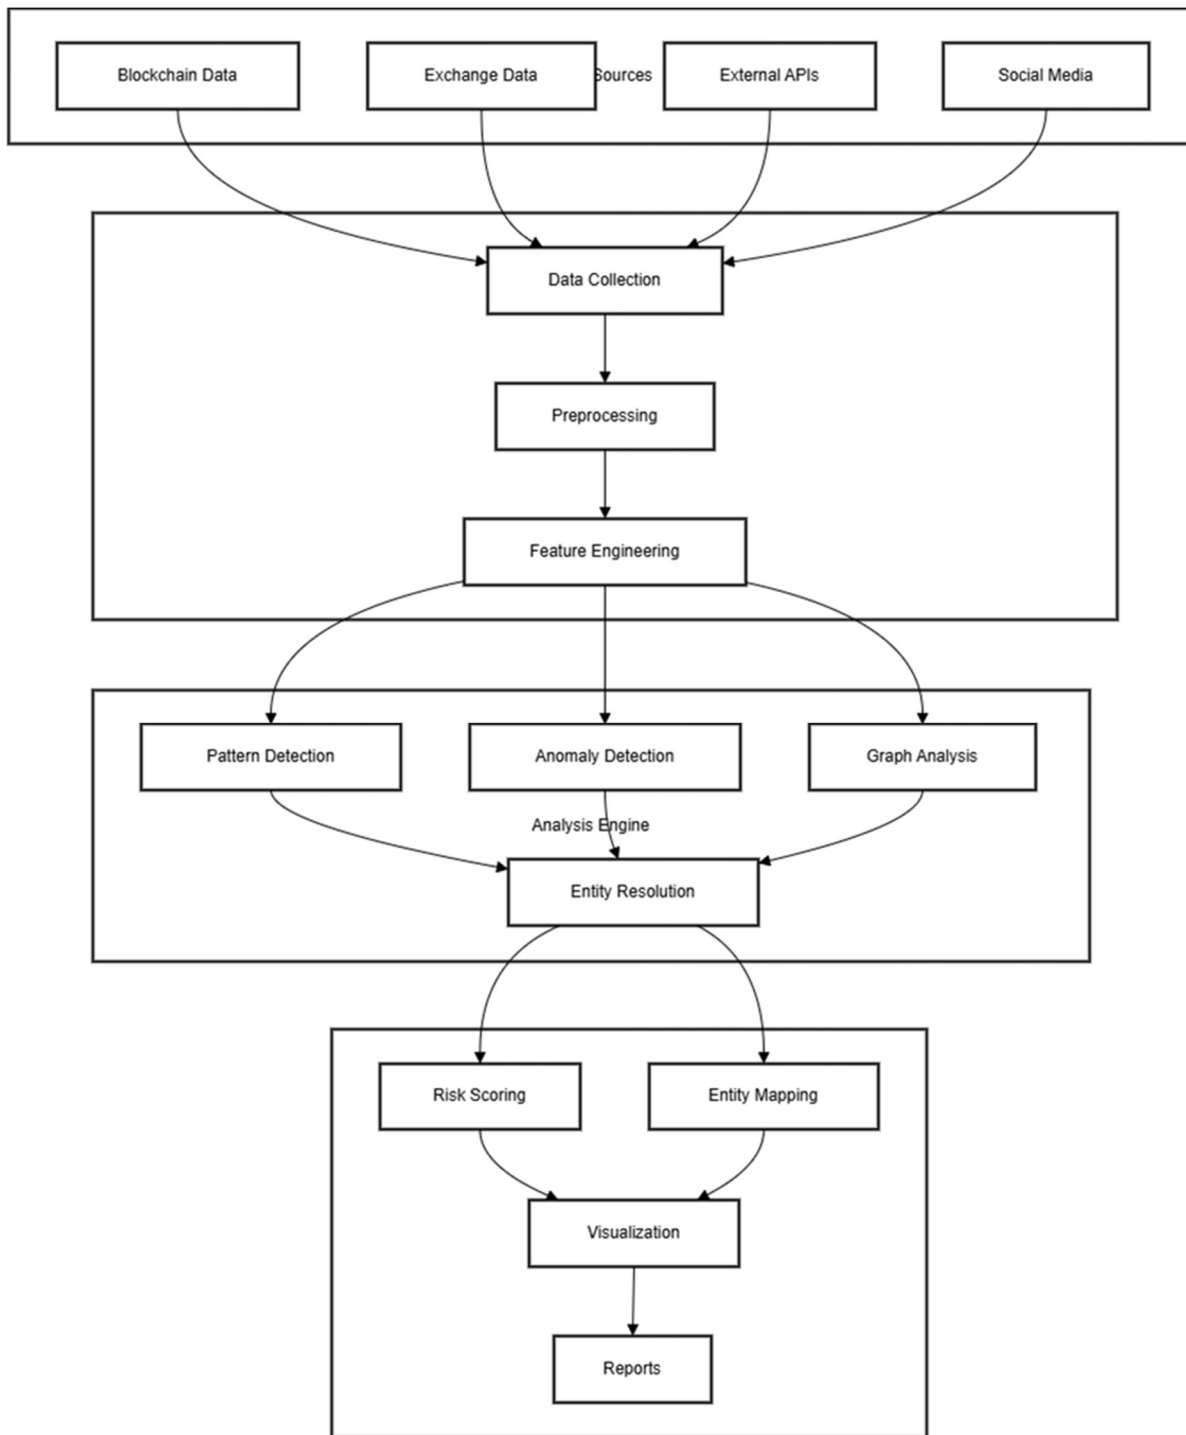 Blockchain Data
Exchange Data
Sources
External APIs
Social Media
Data Collection
Preprocessing
Feature Engineering
Pattern Detection
Anomaly Detection
Graph Analysis
Analysis Engine
Entity Resolution
Risk Scoring
Entity Mapping
Visualization
Reports